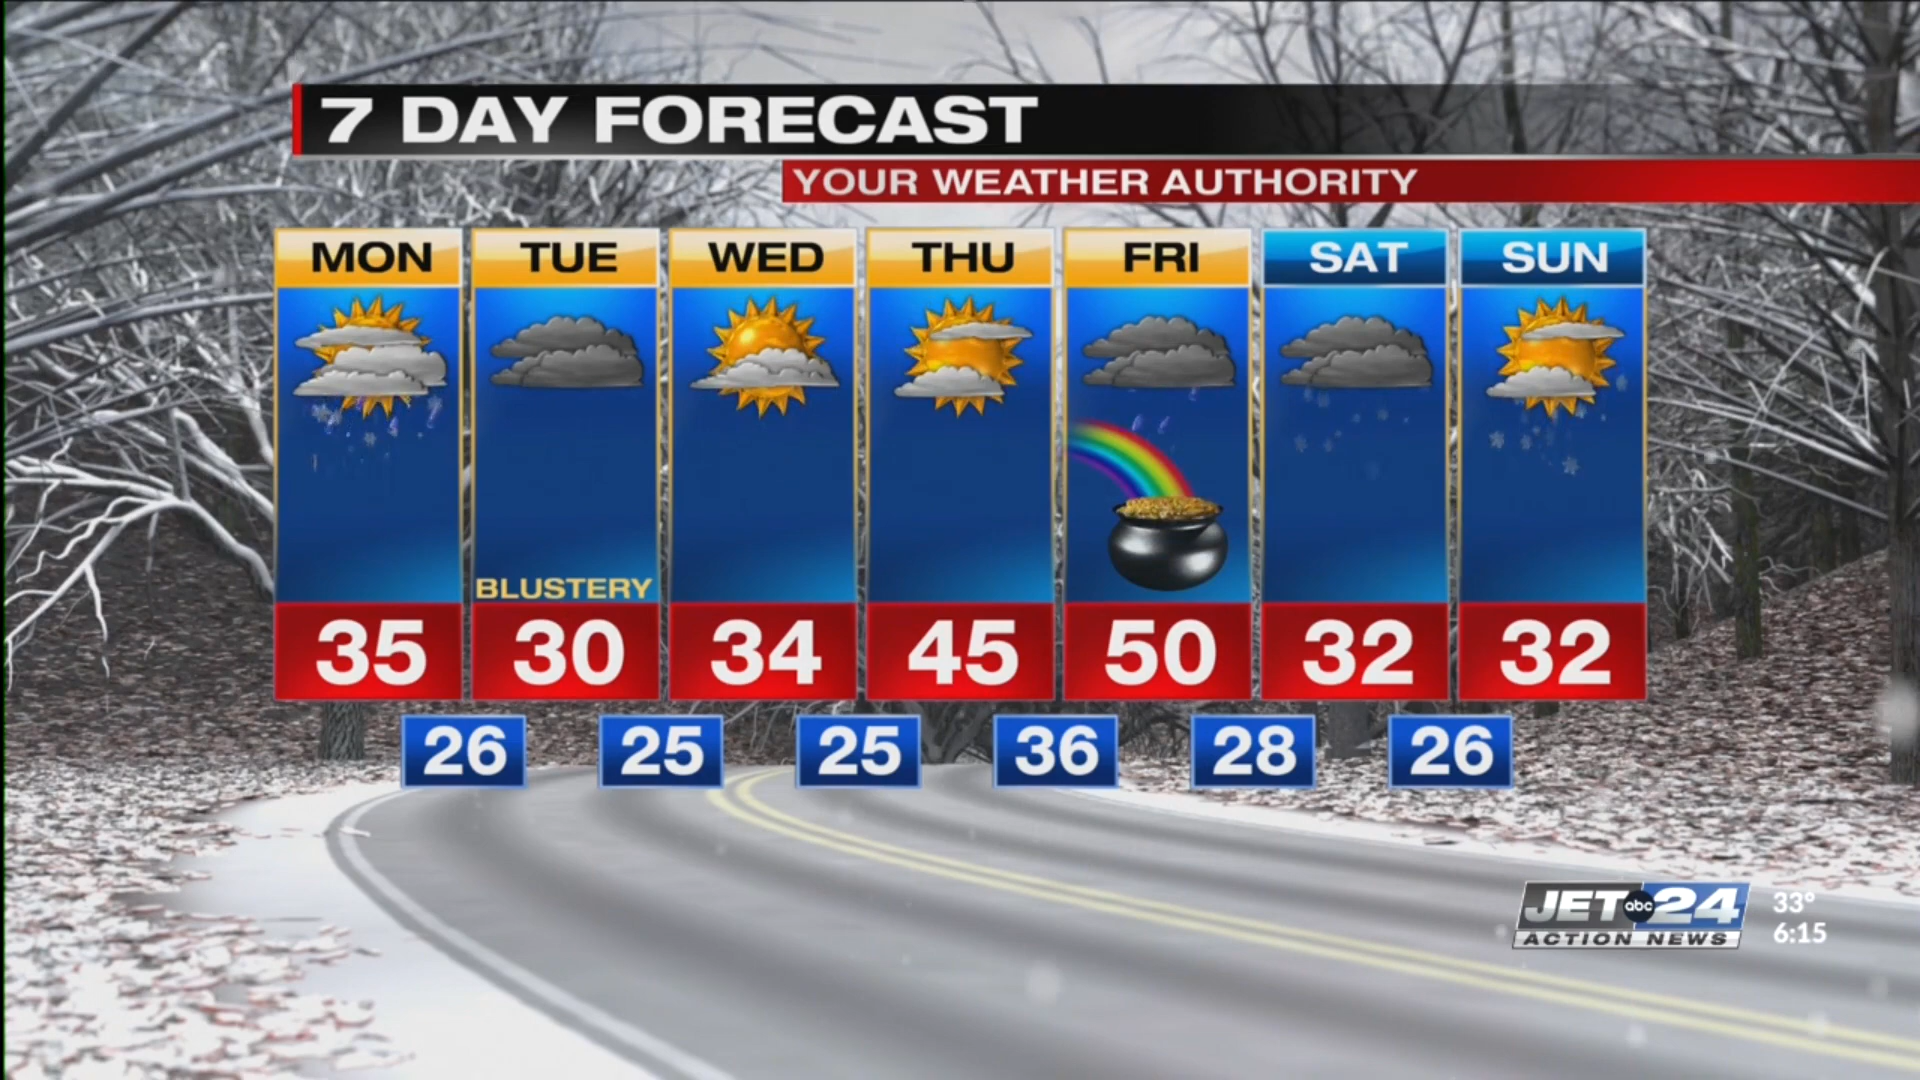 7 DAY FORECAST
YOUR WEATHER AUTHORITY
MON TUE WED THU FRI SAT SUN
BLUSTERY
35 30 34 45 50 32 32
26 25 25 36 28 26
JET abc 24 33°
ACTION NEWS 6:15